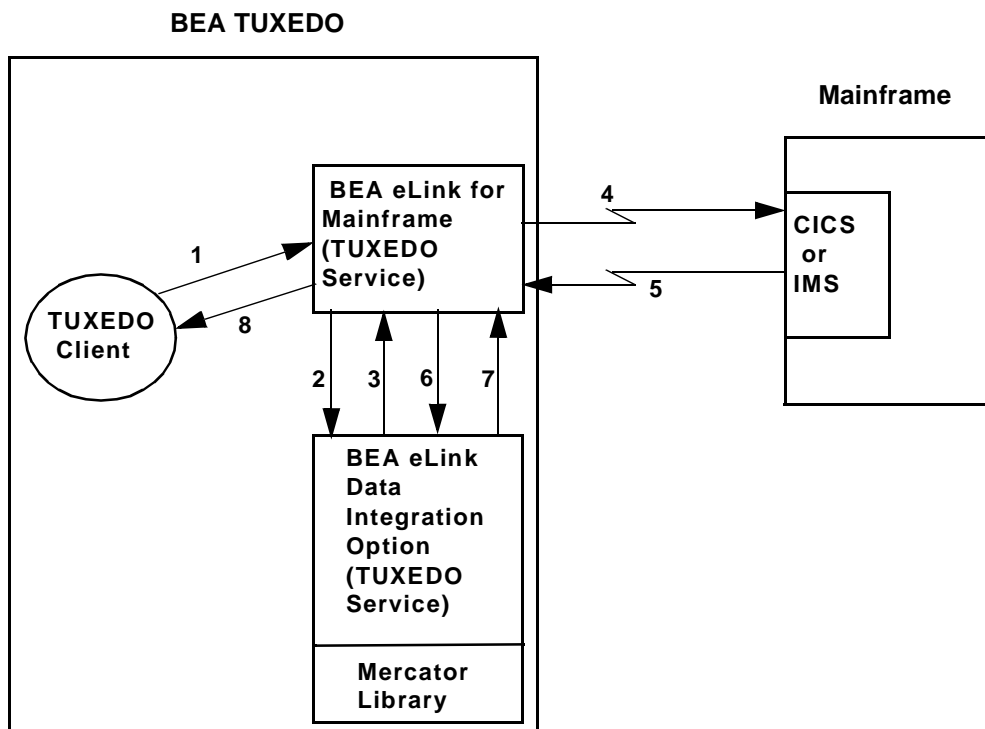 BEA TUXEDO
Mainframe
BEA eLink for
Mainframe
(TUXEDO
Service)
4
CICS
or
IMS
1
5
8
TUXEDO
Client
2
3
6
7
BEA eLink
Data
Integration
Option
(TUXEDO
Service)
Mercator
Library